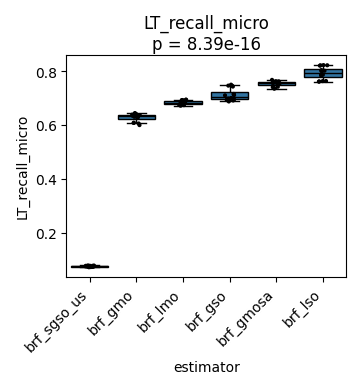 LT_recall_micro
p = 8.39e-16
LT_recall_micro
0.8
0.6
0.4
0.2
brf_sgso_us
brf_gmo
brf_lmo
brf_gso
brf_gmosa
brf_lso
estimator